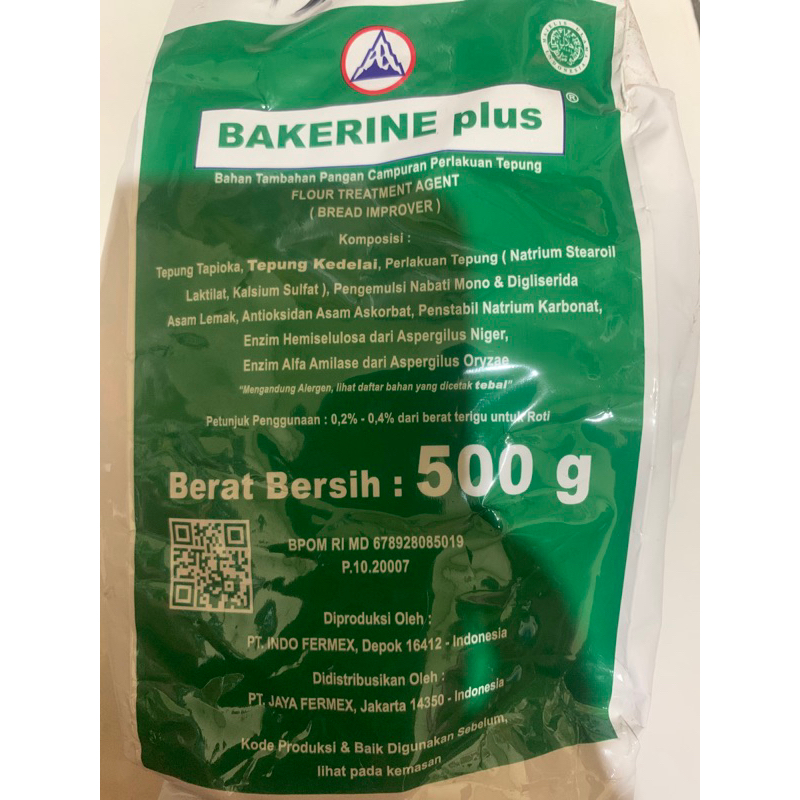 BAKERINE plus ®
Bahan Tambahan Pangan Campuran Perlakuan Tepung
FLOUR TREATMENT AGENT
( BREAD IMPROVER )
Komposisi :
Tepung Tapioka, Tepung Kedelai, Perlakuan Tepung ( Natrium Stearoil
Laktilat, Kalsium Sulfat ), Pengemulsi Nabati Mono & Digliserida
Asam Lemak, Antioksidan Asam Askorbat, Penstabil Natrium Karbonat,
Enzim Hemiselulosa dari Aspergilus Niger,
Enzim Alfa Amilase dari Aspergilus Oryzae
"Mengandung Alergen, lihat daftar bahan yang dicetak tebal"
Petunjuk Penggunaan : 0,2% - 0,4% dari berat terigu untuk Roti
Berat Bersih : 500 g
BPOM RI MD 678928085019
P.10.20007
Diproduksi Oleh :
PT. INDO FERMEX, Depok 16412 - Indonesia
Didistribusikan Oleh :
PT. JAYA FERMEX, Jakarta 14350 - Indonesia
Kode Produksi & Baik Digunakan Sebelum,
lihat pada kemasan